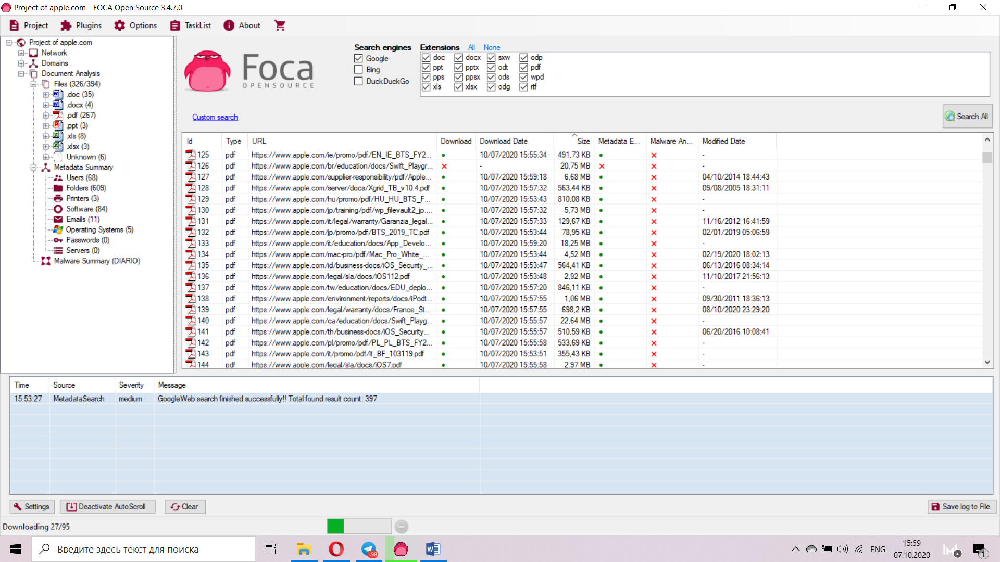 Project of apple.com - FOCA Open Source 3.4.7.0
Project Plugins Options TaskList About
Project of apple.com
Network
Domains
Document Analysis
Files (326/394)
.doc (35)
.docx (4)
.pdf (267)
.ppt (3)
.xls (8)
.xlsx (3)
Unknown (6)
Metadata Summary
Users (68)
Folders (609)
Printers (3)
Software (84)
Emails (11)
Operating Systems (5)
Passwords (0)
Servers (0)
Malware Summary (DIARIO)
Foca
OPENSOURCE
Search engines
Google
Bing
DuckDuckGo
Extensions All None
doc docx sxw odp
ppt pptx odt pdf
pps ppsx ods wpd
xls xlsx odg rtf
Custom search
Search All
Id Type URL Download Download Date Size Metadata E... Malware An... Modified Date
125 pdf https://www.apple.com/ie/promo/pdf/EN_IE_BTS_FY2... 10/07/2020 15:55:34 491,73 KB -
126 pdf https://www.apple.com/br/education/docs/Swift_Playgr... - 20,75 MB -
127 pdf https://www.apple.com/supplier-responsibility/pdf/Apple... 10/07/2020 15:59:18 6,68 MB 04/10/2014 18:44:43
128 pdf https://www.apple.com/server/docs/Xgrid_TB_v10.4.pdf 10/07/2020 15:57:32 563,44 KB 09/08/2005 18:31:11
129 pdf https://www.apple.com/hu/promo/pdf/HU_HU_BTS_F... 10/07/2020 15:53:43 810,08 KB -
130 pdf https://www.apple.com/jp/training/pdf/wp_filevault2_jp.... 10/07/2020 15:57:32 5,73 MB -
131 pdf https://www.apple.com/it/legal/warranty/Garanzia_legal... 10/07/2020 15:57:33 129,67 KB 11/16/2012 16:41:59
132 pdf https://www.apple.com/jp/promo/pdf/BTS_2019_TC.pdf 10/07/2020 15:53:44 78,95 KB 02/01/2019 05:06:59
133 pdf https://www.apple.com/it/education/docs/App_Develo... 10/07/2020 15:59:20 18,25 MB -
134 pdf https://www.apple.com/mac-pro/pdf/Mac_Pro_White_... 10/07/2020 15:53:44 4,52 MB 02/19/2020 18:02:13
135 pdf https://www.apple.com/id/business-docs/iOS_Security_... 10/07/2020 15:53:47 564,41 KB 06/13/2016 08:34:14
136 pdf https://www.apple.com/legal/sla/docs/iOS112.pdf 10/07/2020 15:53:48 2,92 MB 11/10/2017 21:56:13
137 pdf https://www.apple.com/tw/education/docs/EDU_deplo... 10/07/2020 15:57:20 846,11 KB -
138 pdf https://www.apple.com/environment/reports/docs/iPodt... 10/07/2020 15:57:55 1,06 MB 09/30/2011 18:36:13
139 pdf https://www.apple.com/legal/warranty/docs/France_St... 10/07/2020 15:57:55 698,2 KB 08/10/2020 23:29:20
140 pdf https://www.apple.com/ca/education/docs/Swift_Playg... 10/07/2020 15:55:57 22,64 MB -
141 pdf https://www.apple.com/th/business-docs/iOS_Security... 10/07/2020 15:55:57 510,59 KB 06/20/2016 10:08:41
142 pdf https://www.apple.com/pl/promo/pdf/PL_PL_BTS_FY2... 10/07/2020 15:55:58 533,69 KB -
143 pdf https://www.apple.com/it/promo/pdf/it_BF_103119.pdf 10/07/2020 15:53:51 355,43 KB -
144 pdf https://www.apple.com/legal/sla/docs/iOS7.pdf 10/07/2020 15:55:58 2,97 MB -
Time Source Severity Message
15:53:27 MetadataSearch medium GoogleWeb search finished successfully!! Total found result count: 397
Settings Deactivate AutoScroll Clear Save log to File
Downloading 27/95
Введите здесь текст для поиска
..98
ENG
15:59
07.10.2020
2
1